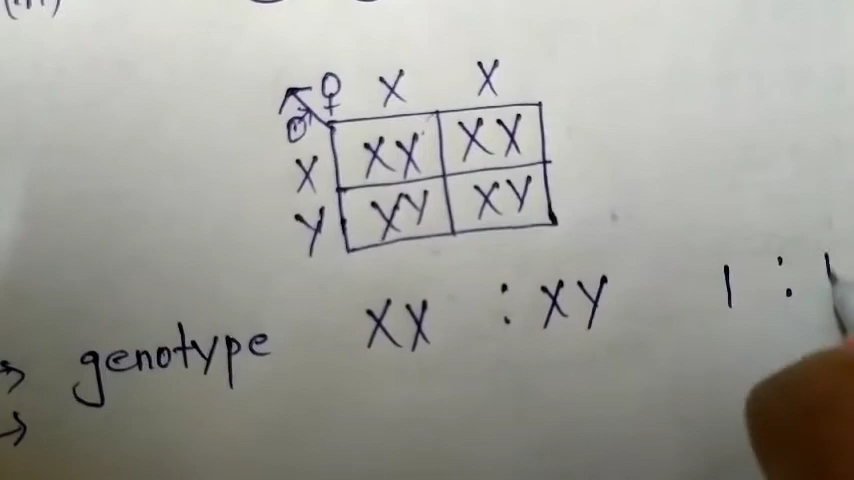 ♀ X X
♂ X XX XX
Y XY XY
genotype XX : XY 1 : 1
→